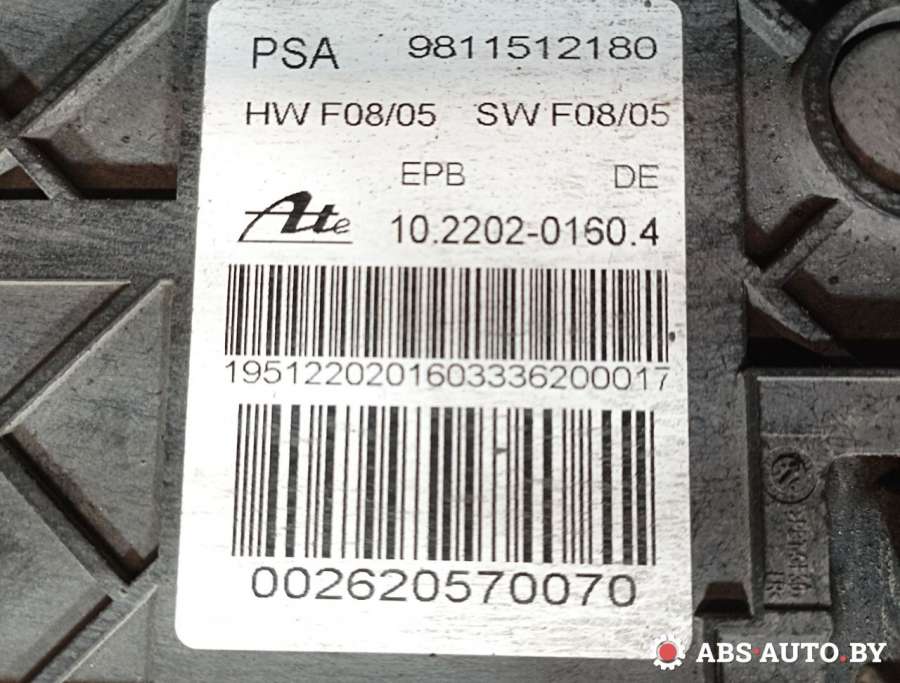 PSA 9811512180
HW F08/05 SW F08/05
EPB DE
Ate 10.2202-0160.4
1951220201603336200017
002620570070
ABS-AUTO.BY